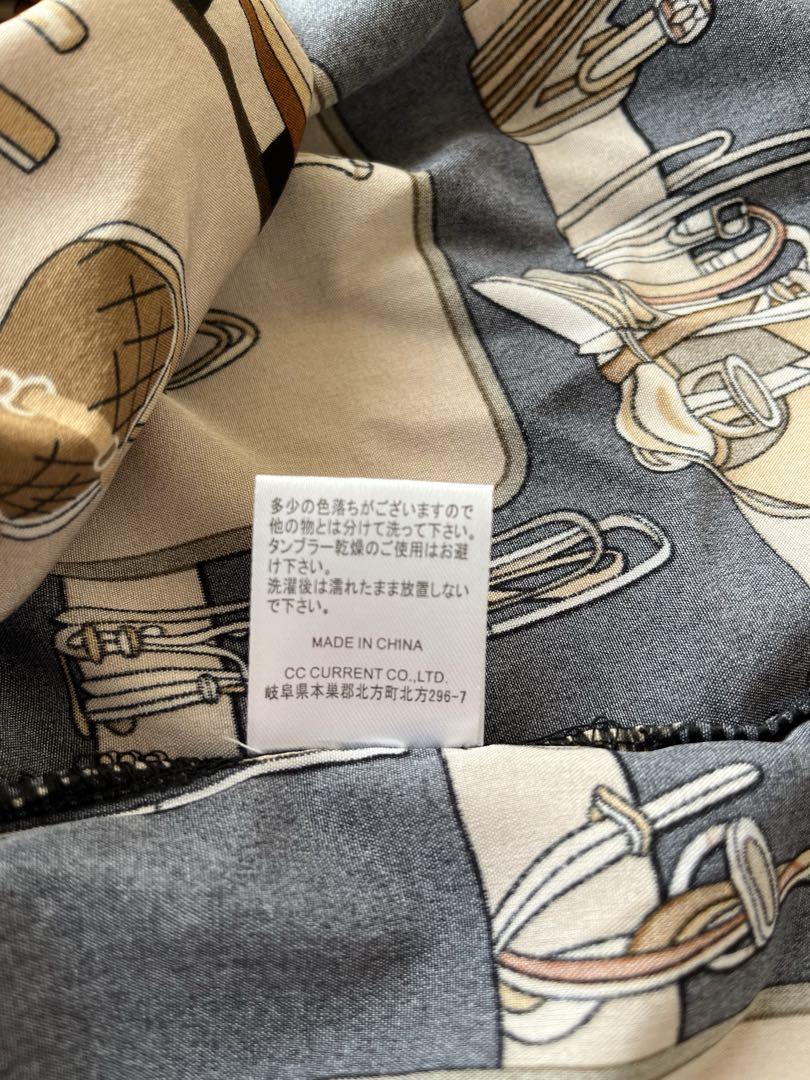 多少の色落ちがございますので
他の物とは分けて洗って下さい。
タンブラー乾燥のご使用はお避
け下さい。
洗濯後は濡れたまま放置しない
で下さい。
MADE IN CHINA
CC CURRENT CO.,LTD.
岐阜県本巣郡北方町北方296-7